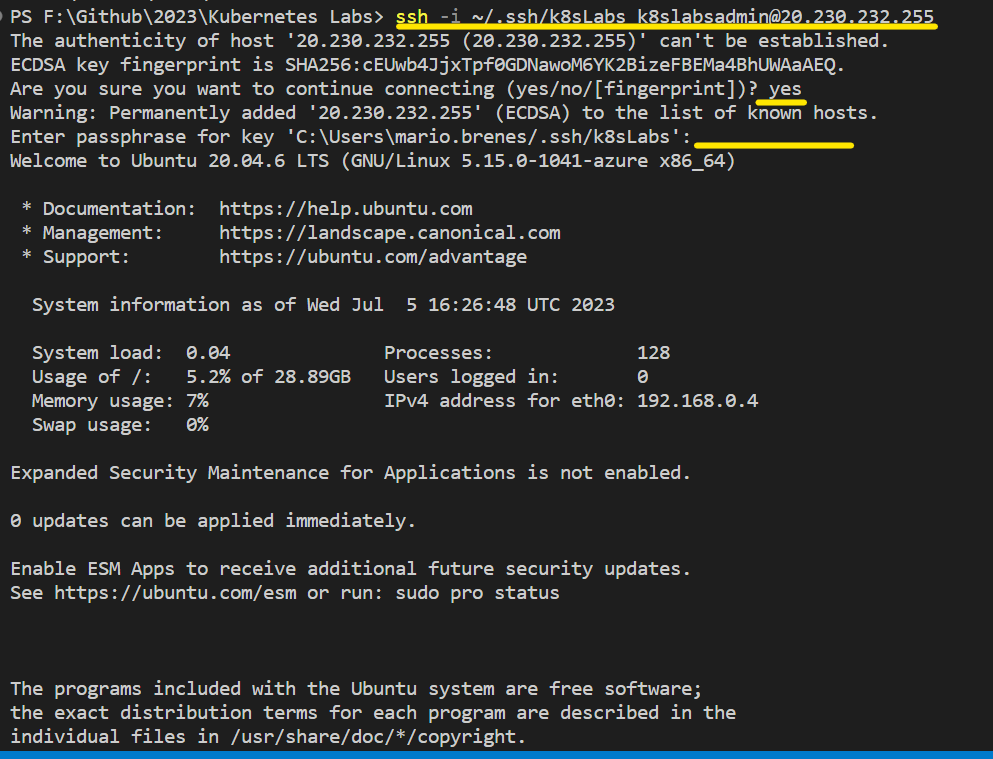 PS F:\Github\2023\Kubernetes Labs> ssh -i ~/.ssh/k8sLabs k8slabsadmin@20.230.232.255
The authenticity of host '20.230.232.255 (20.230.232.255)' can't be established.
ECDSA key fingerprint is SHA256:cEUwb4JjxTpf0GDNawoM6YK2BizeFBEMa4BhUWAaAEQ.
Are you sure you want to continue connecting (yes/no/[fingerprint])? yes
Warning: Permanently added '20.230.232.255' (ECDSA) to the list of known hosts.
Enter passphrase for key 'C:\Users\mario.brenes/.ssh/k8sLabs':
Welcome to Ubuntu 20.04.6 LTS (GNU/Linux 5.15.0-1041-azure x86_64)
* Documentation:  https://help.ubuntu.com
* Management:     https://landscape.canonical.com
* Support:        https://ubuntu.com/advantage
System information as of Wed Jul  5 16:26:48 UTC 2023
System load:  0.04                Processes:             128
Usage of /:   5.2% of 28.89GB   Users logged in:       0
Memory usage: 7%                IPv4 address for eth0: 192.168.0.4
Swap usage:   0%
Expanded Security Maintenance for Applications is not enabled.
0 updates can be applied immediately.
Enable ESM Apps to receive additional future security updates.
See https://ubuntu.com/esm or run: sudo pro status
The programs included with the Ubuntu system are free software;
the exact distribution terms for each program are described in the
individual files in /usr/share/doc/*/copyright.